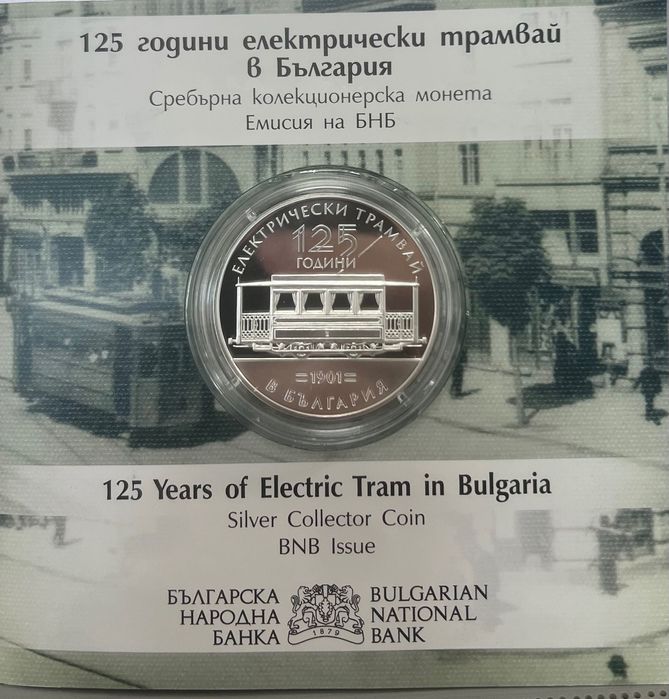 125 години електрически трамвай
в България
Сребърна колекционерска монета
Емисия на БНБ
ЕЛЕКТРИЧЕСКИ ТРАМВАЙ
125
ГОДИНИ
=1901=
В БЪЛГАРИЯ
125 Years of Electric Tram in Bulgaria
Silver Collector Coin
BNB Issue
БЪЛГАРСКА
НАРОДНА
БАНКА
1879
BULGARIAN
NATIONAL
BANK